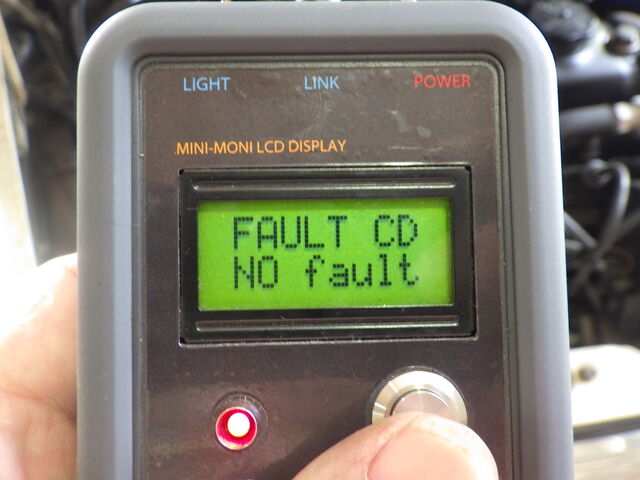 LIGHT LINK POWER
MINI-MONI LCD DISPLAY
FAULT CD
NO fault